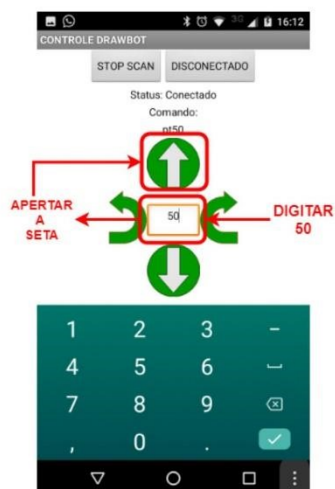 3G 16:12
CONTROLE DRAWBOT
STOP SCAN DISCONECTADO
Status: Conectado
Comando:
pt50
APERTAR
A
SETA
50
DIGITAR
50
1 2 3 -
4 5 6
7 8 9
, 0 .